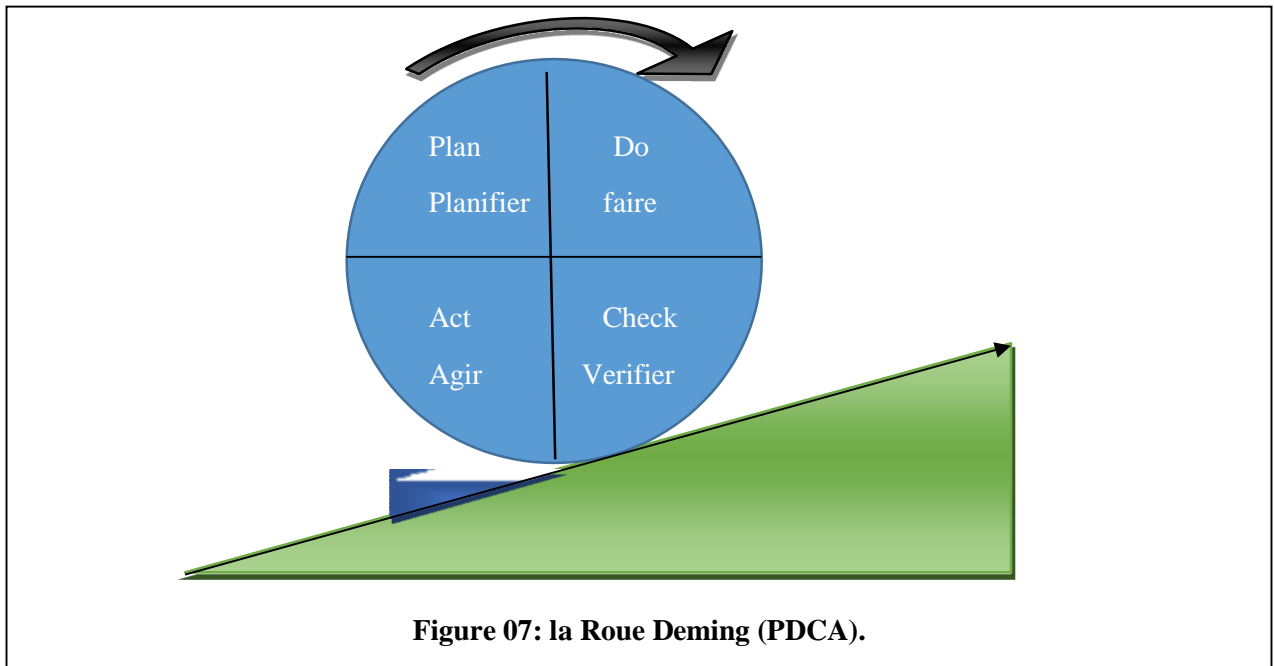 Plan
Planifier
Do
faire
Act
Agir
Check
Verifier
Figure 07: la Roue Deming (PDCA).